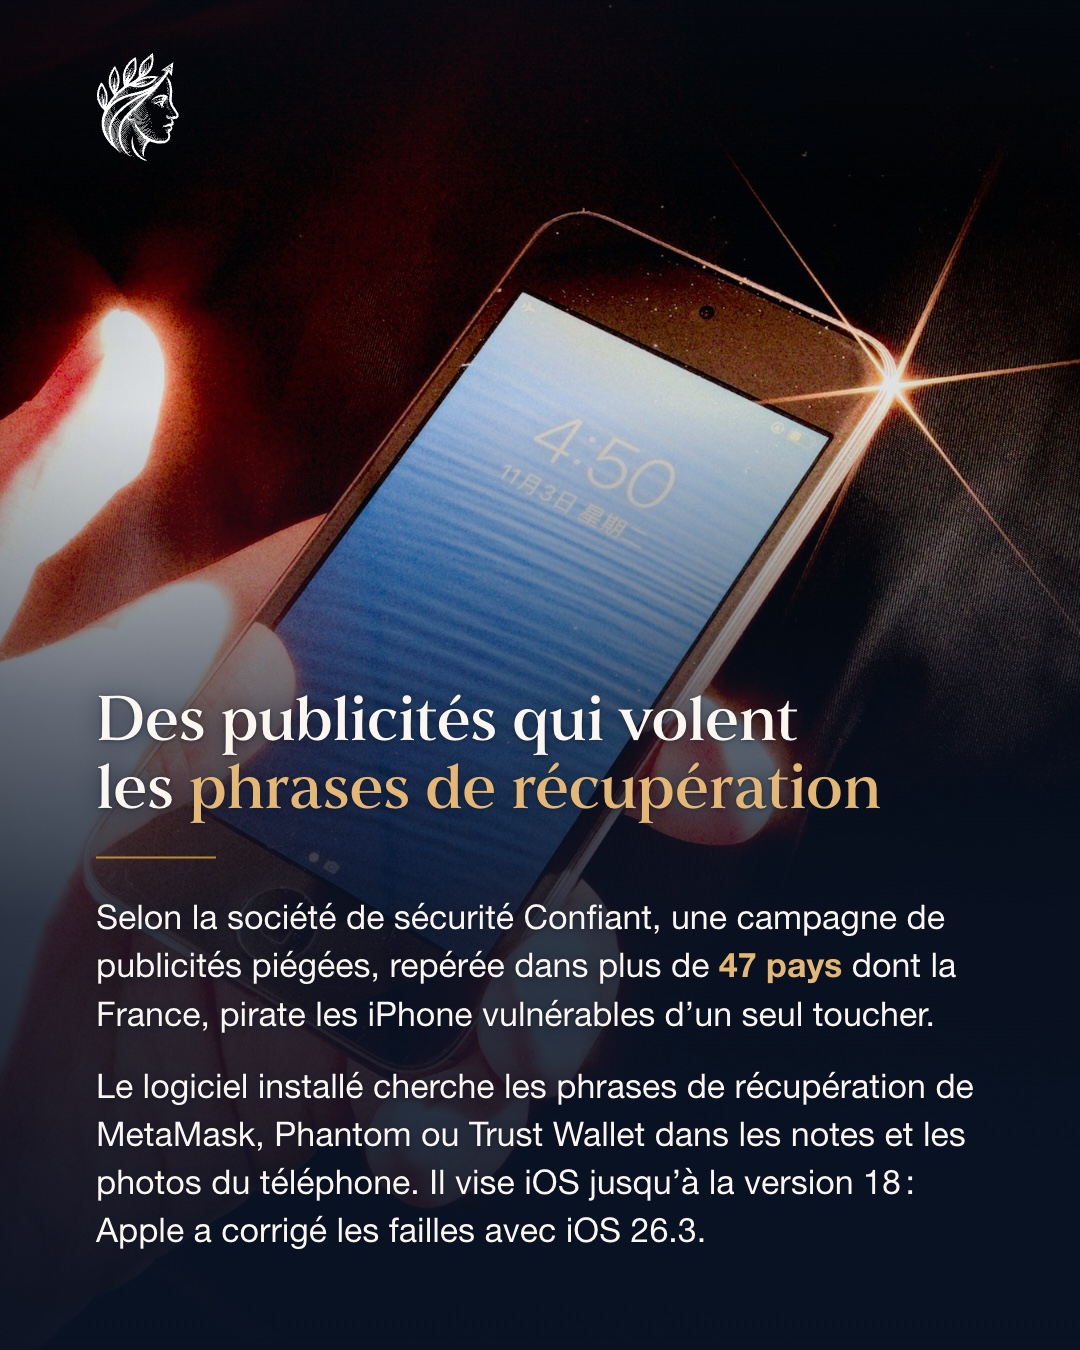 4:50
11月3日 星期二
Des publicités qui volent
les phrases de récupération
Selon la société de sécurité Confiant, une campagne de
publicités piégées, repérée dans plus de 47 pays dont la
France, pirate les iPhone vulnérables d’un seul toucher.
Le logiciel installé cherche les phrases de récupération de
MetaMask, Phantom ou Trust Wallet dans les notes et les
photos du téléphone. Il vise iOS jusqu’à la version 18 :
Apple a corrigé les failles avec iOS 26.3.